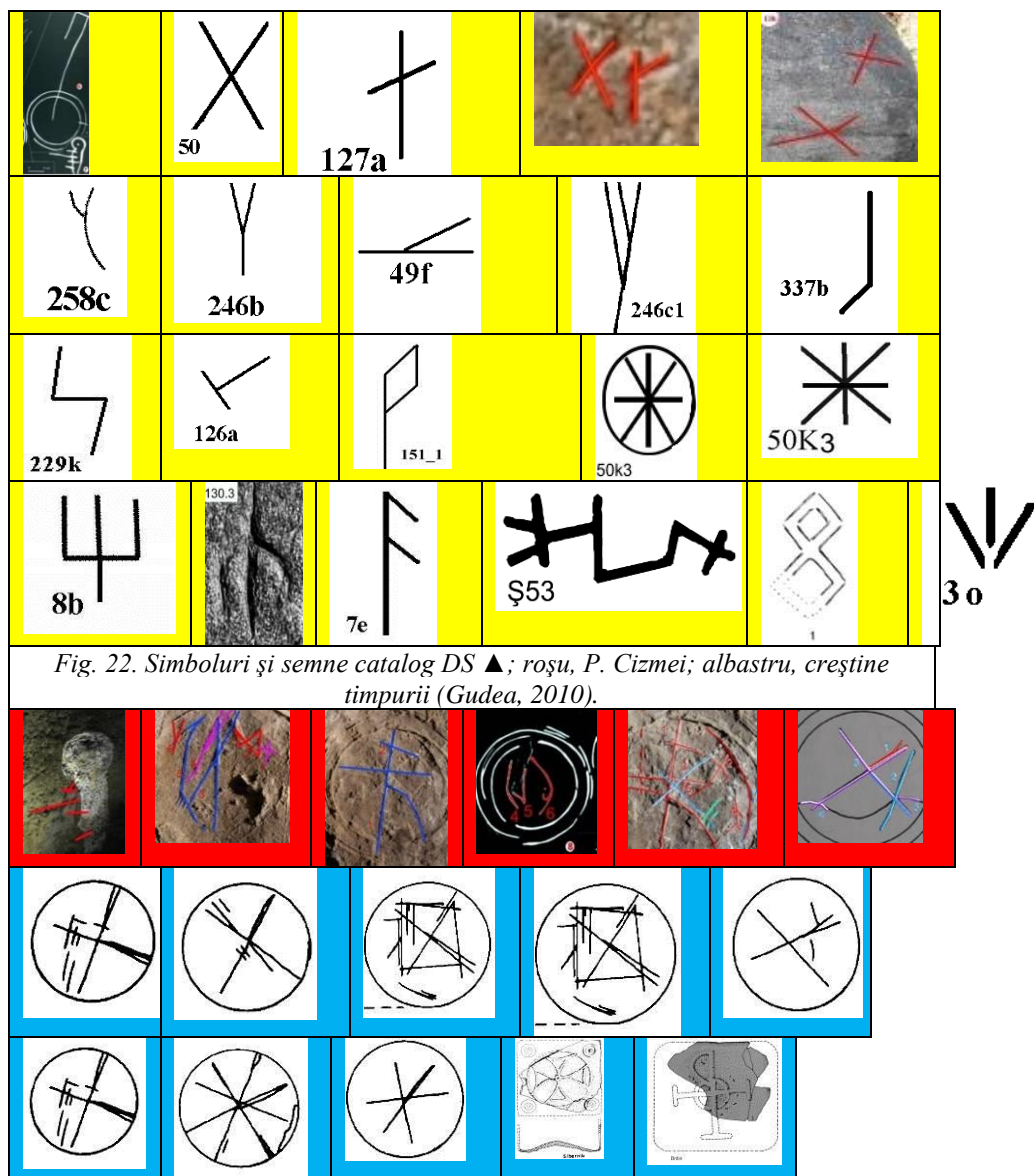 50
127a
258c
246b
49f
246c1
337b
229k
126a
151_1
50k3
50K3
8b
130.3
7e
Ş53
1
3 o
Fig. 22. Simboluri şi semne catalog DS ▲; roşu, P. Cizmei; albastru, creştine
timpurii (Gudea, 2010).
4 5 6
8